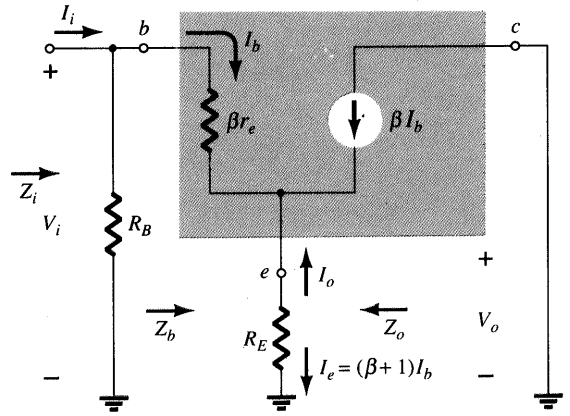 I_i
b
I_b
c
+
βr_e
βI_b
Z_i
V_i
R_B
e
I_o
+
Z_b
R_E
Z_o
V_o
I_e = (β + 1)I_b
−
−